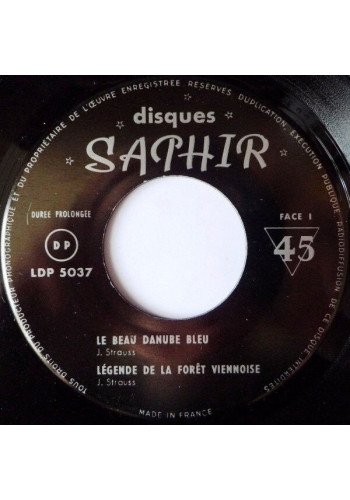 TOUS DROITS DU PRODUCTEUR PHONOGRAPHIQUE ET DU PROPRIETAIRE DE L'ŒUVRE ENREGISTREE RESERVES. DUPLICATION, EXECUTION PUBLIQUE, RADIODIFFUSION DE CE DISQUE INTERDITES
disques
SAPHIR
DUREE PROLONGÉE
FACE 1
DP
45
LDP 5037
LE BEAU DANUBE BLEU
J. Strauss
LÉGENDE DE LA FORÊT VIENNOISE
J. Strauss
MADE IN FRANCE